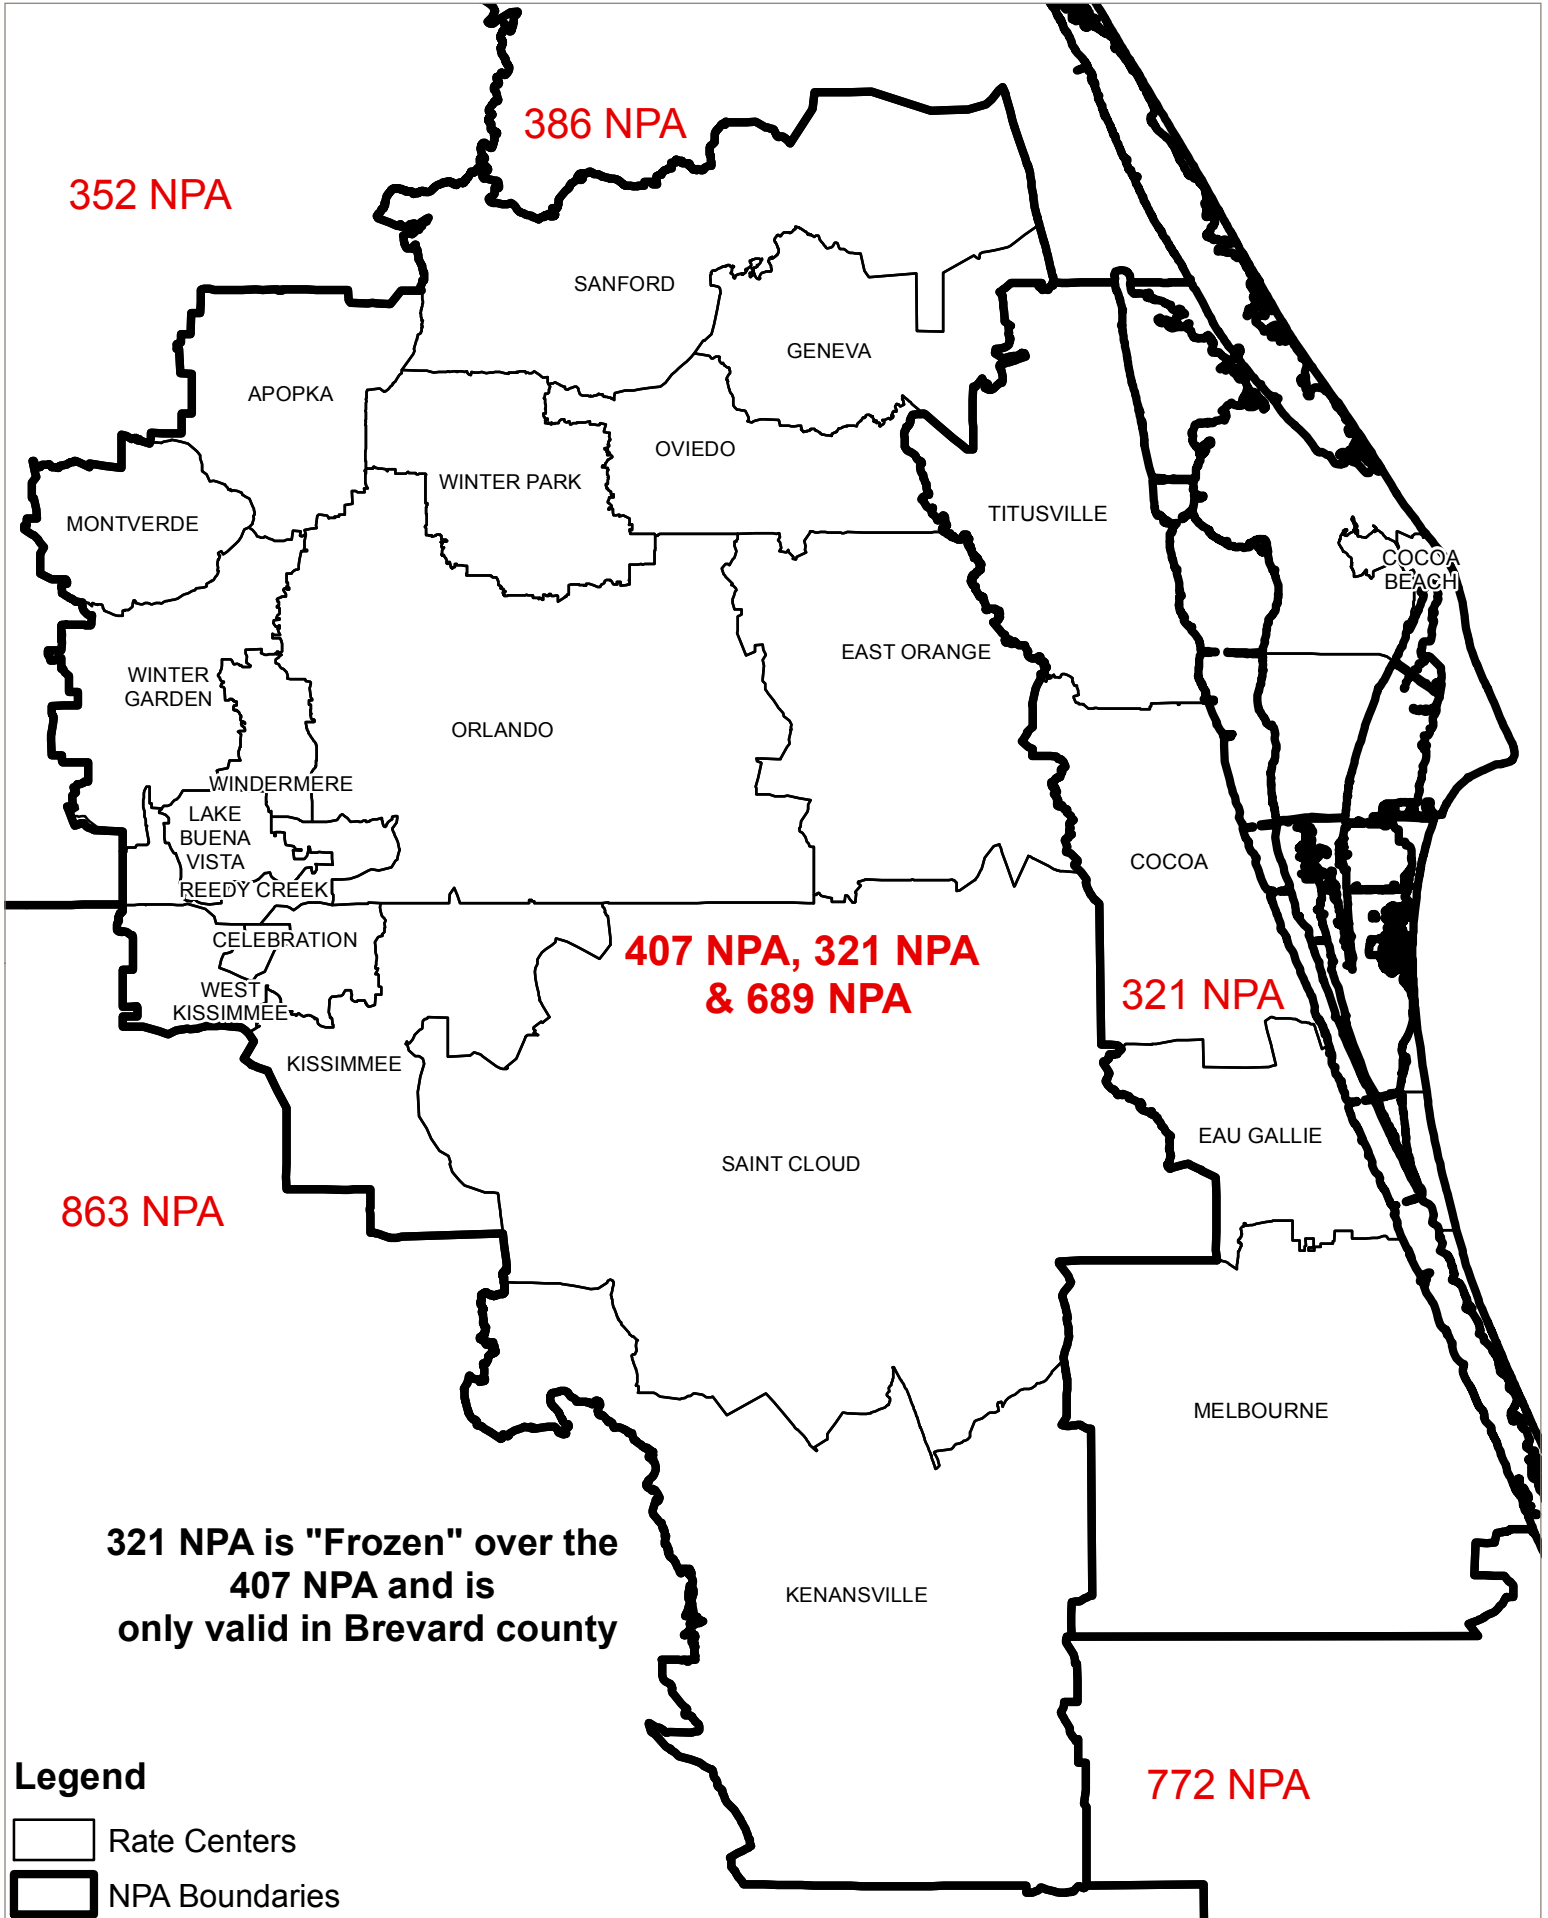 386 NPA
352 NPA
SANFORD
GENEVA
APOPKA
OVIEDO
WINTER PARK
MONTVERDE
TITUSVILLE
COCOA
BEACH
EAST ORANGE
WINTER
GARDEN
ORLANDO
WINDERMERE
LAKE
BUENA
VISTA
REEDY CREEK
COCOA
CELEBRATION
407 NPA, 321 NPA
& 689 NPA
WEST
KISSIMMEE
321 NPA
KISSIMMEE
EAU GALLIE
SAINT CLOUD
863 NPA
MELBOURNE
321 NPA is "Frozen" over the
407 NPA and is
only valid in Brevard county
KENANSVILLE
772 NPA
Legend
Rate Centers
NPA Boundaries